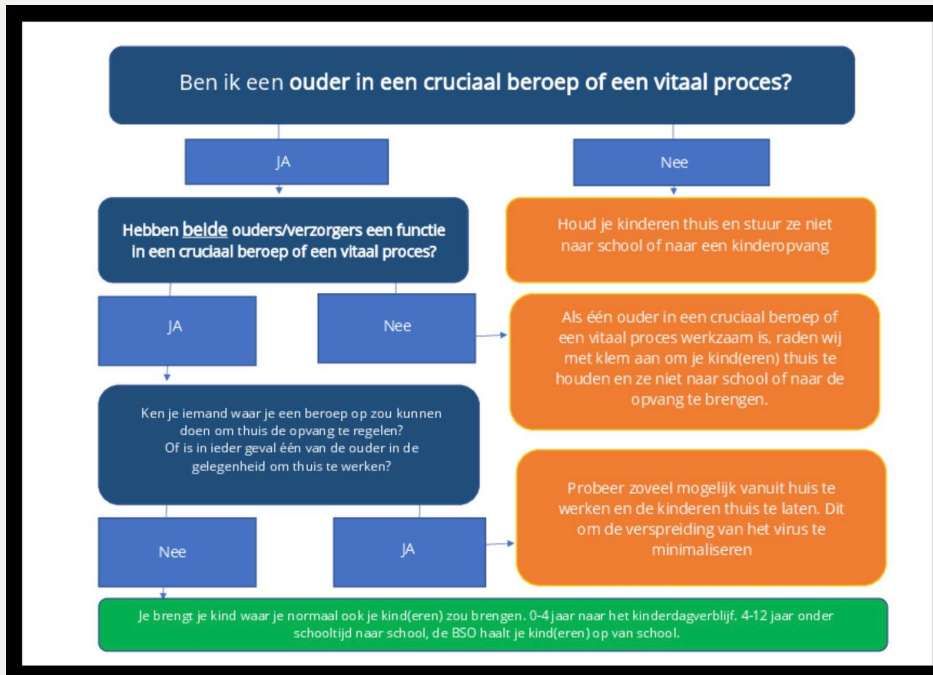 Ben ik een ouder in een cruciaal beroep of een vitaal proces?
JA
Nee
Hebben beide ouders/verzorgers een functie
in een cruciaal beroep of een vitaal proces?
Houd je kinderen thuis en stuur ze niet
naar school of naar een kinderopvang
JA
Nee
Als één ouder in een cruciaal beroep of
een vitaal proces werkzaam is, raden wij
met klem aan om je kind(eren) thuis te
houden en ze niet naar school of naar de
opvang te brengen.
Ken je iemand waar je een beroep op zou kunnen
doen om thuis de opvang te regelen?
Of is in ieder geval één van de ouder in de
gelegenheid om thuis te werken?
Probeer zoveel mogelijk vanuit huis te
werken en de kinderen thuis te laten. Dit
om de verspreiding van het virus te
minimaliseren
Nee
JA
Je brengt je kind waar je normaal ook je kind(eren) zou brengen. 0-4 jaar naar het kinderdagverblijf. 4-12 jaar onder
schooltijd naar school, de BSO haalt je kind(eren) op van school.